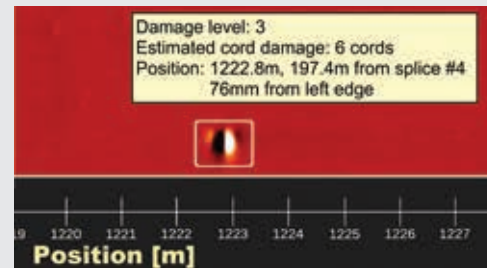 Damage level: 3
Estimated cord damage: 6 cords
Position: 1222.8m, 197.4m from splice #4
76mm from left edge
19 1220 1221 1222 1223 1224 1225 1226 1227
Position [m]